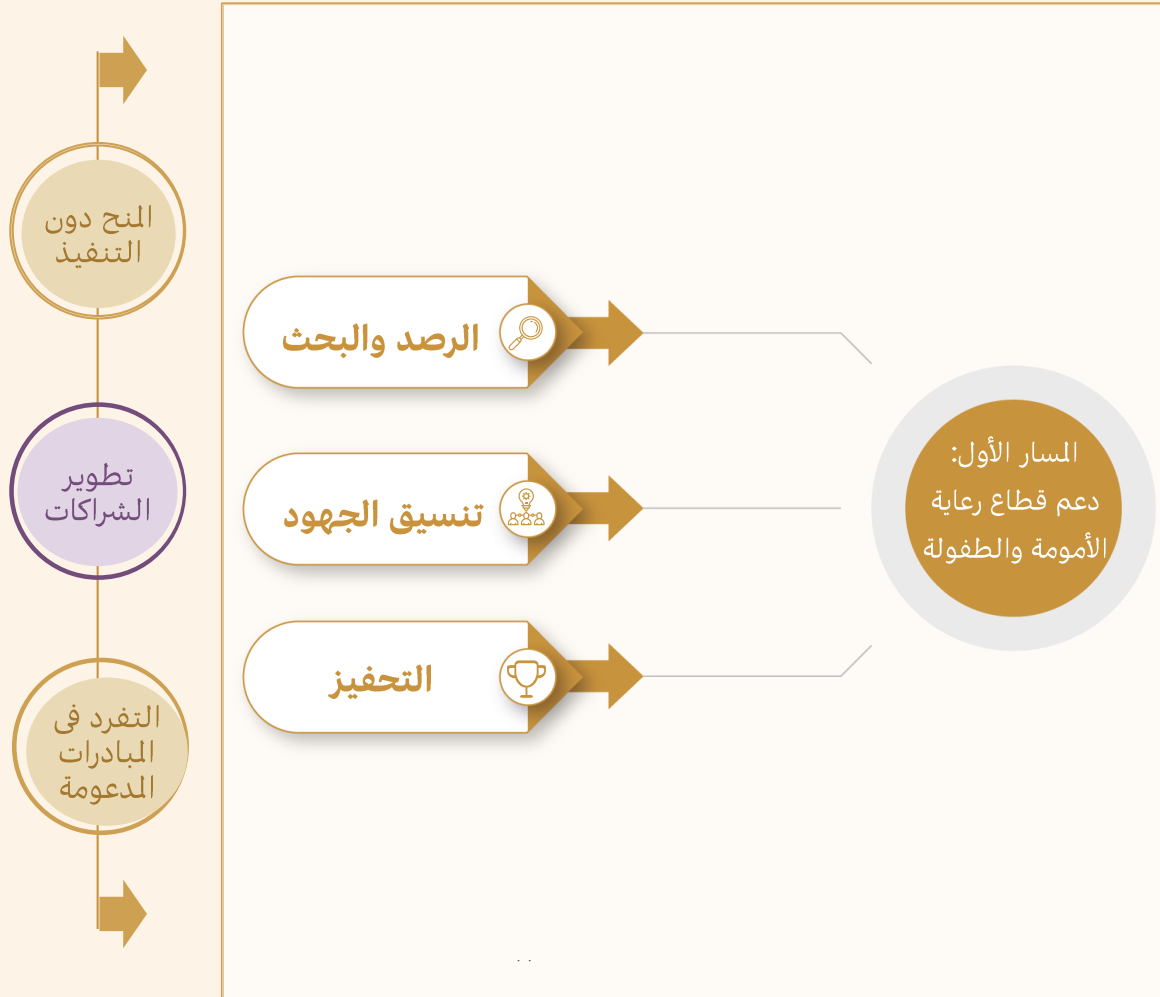 المسار الأول:
دعم قطاع رعاية
الأمومة والطفولة
الرصد والبحث
تنسيق الجهود
التحفيز
المنح دون
التنفيذ
تطوير
الشراكات
التفرد في
المبادرات
المدعومة